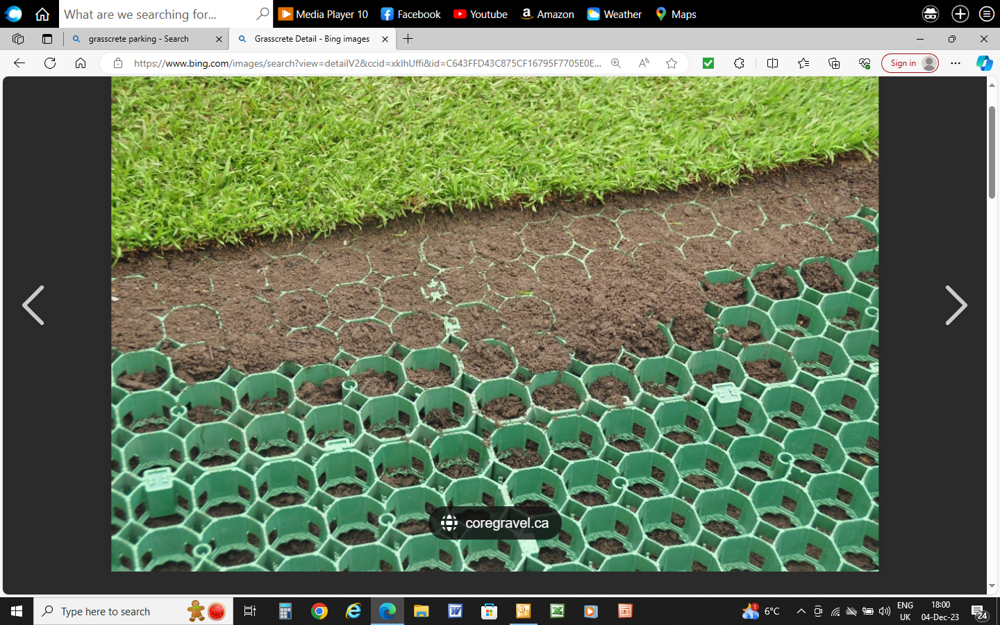 What are we searching for...
Media Player 10
Facebook
Youtube
Amazon
Weather
Maps
grasscrete parking - Search
Grasscrete Detail - Bing images
https://www.bing.com/images/search?view=detailV2&ccid=xkIhUffi&id=C643FFD43C875CF16795F7705E0E...
Sign in
coregravel.ca
Type here to search
1
6°C
ENG
UK
18:00
04-Dec-23
24